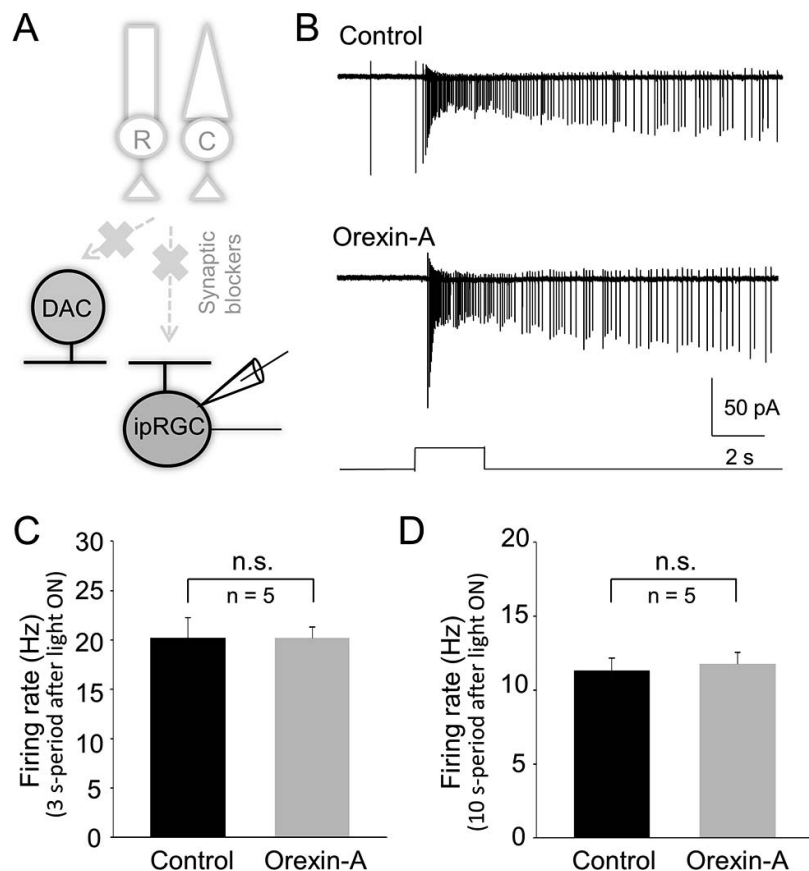 A
R
C
Synaptic
blockers
DAC
ipRGC
B
Control
Orexin-A
50 pA
2 s
C
Firing rate (Hz)
(3 s-period after light ON)
30
25
20
15
10
5
0
n.s.
n = 5
Control
Orexin-A
D
Firing rate (Hz)
(10 s-period after light ON)
20
15
10
5
0
n.s.
n = 5
Control
Orexin-A